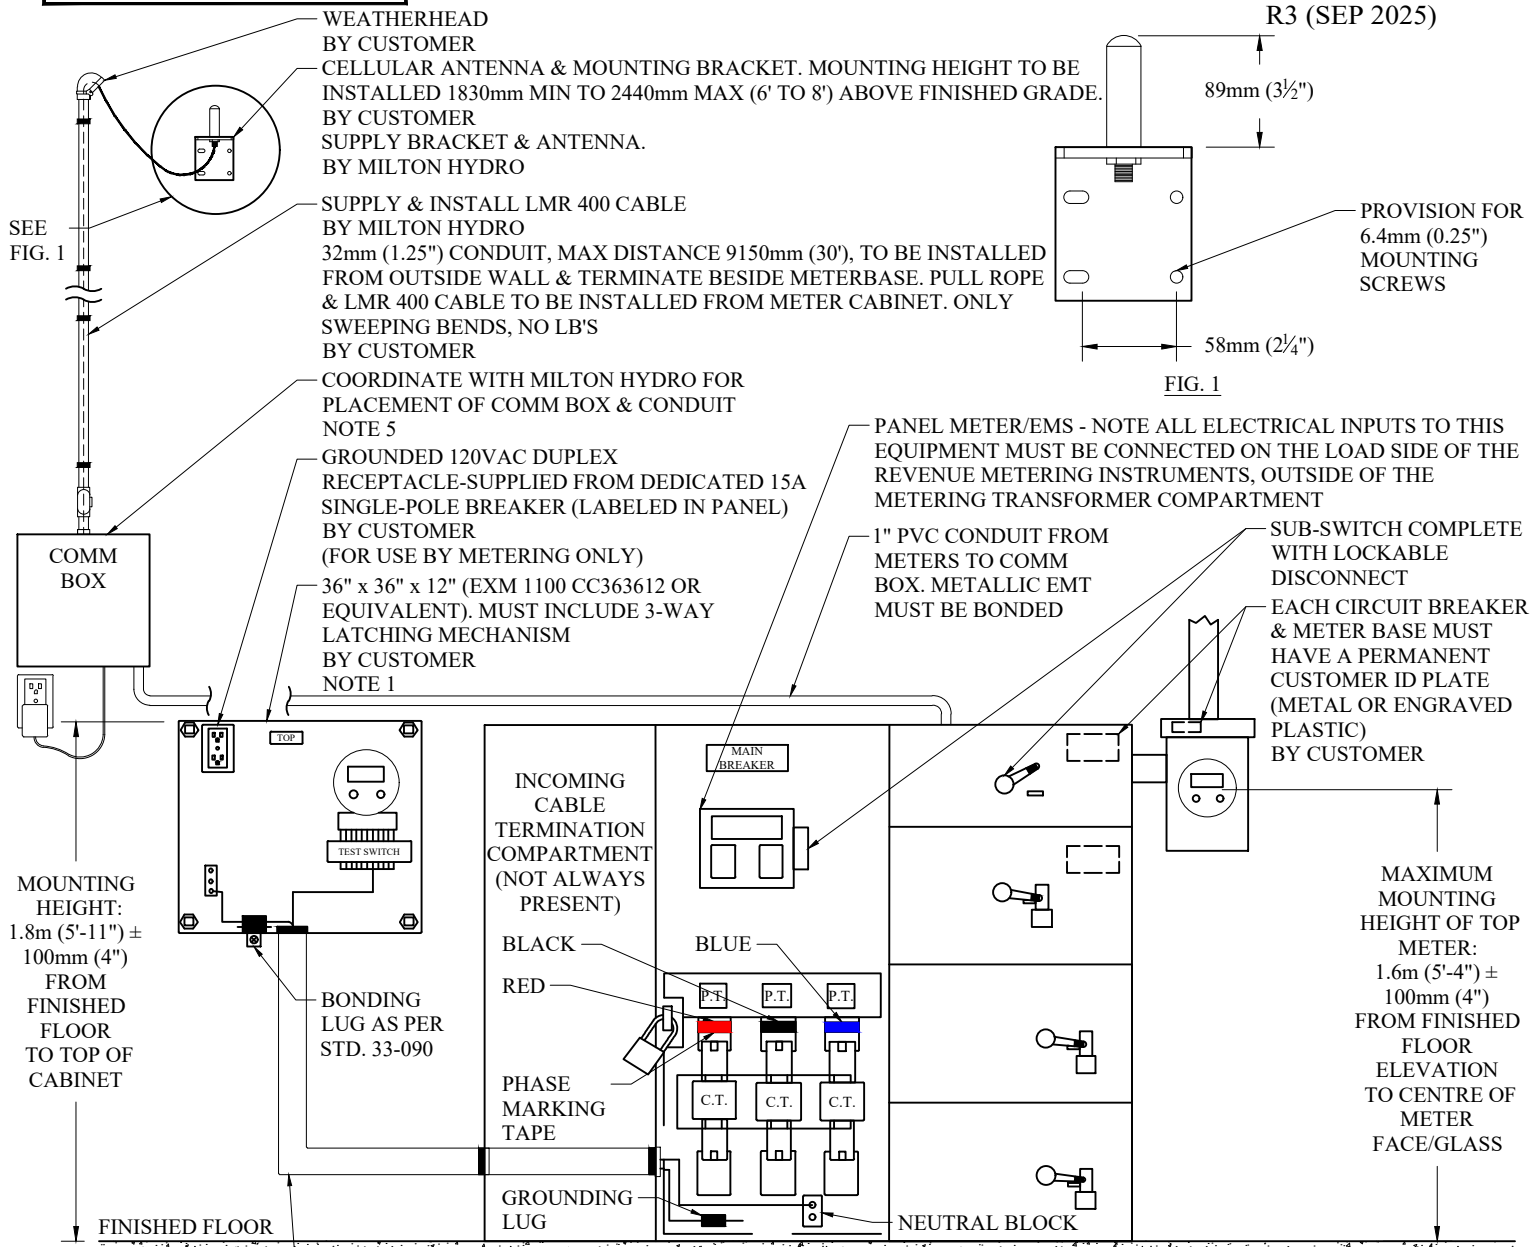 R3 (SEP 2025)
WEATHERHEAD
BY CUSTOMER
CELLULAR ANTENNA & MOUNTING BRACKET. MOUNTING HEIGHT TO BE
INSTALLED 1830mm MIN TO 2440mm MAX (6' TO 8') ABOVE FINISHED GRADE.
BY CUSTOMER
SUPPLY BRACKET & ANTENNA.
BY MILTON HYDRO
SEE
FIG. 1
SUPPLY & INSTALL LMR 400 CABLE
BY MILTON HYDRO
32mm (1.25") CONDUIT, MAX DISTANCE 9150mm (30'), TO BE INSTALLED
FROM OUTSIDE WALL & TERMINATE BESIDE METERBASE. PULL ROPE
& LMR 400 CABLE TO BE INSTALLED FROM METER CABINET. ONLY
SWEEPING BENDS, NO LB'S
BY CUSTOMER
89mm (3½")
PROVISION FOR
6.4mm (0.25")
MOUNTING
SCREWS
58mm (2¼")
FIG. 1
COORDINATE WITH MILTON HYDRO FOR
PLACEMENT OF COMM BOX & CONDUIT
NOTE 5
GROUNDED 120VAC DUPLEX
RECEPTACLE-SUPPLIED FROM DEDICATED 15A
SINGLE-POLE BREAKER (LABELED IN PANEL)
BY CUSTOMER
(FOR USE BY METERING ONLY)
36" x 36" x 12" (EXM 1100 CC363612 OR
EQUIVALENT). MUST INCLUDE 3-WAY
LATCHING MECHANISM
BY CUSTOMER
NOTE 1
PANEL METER/EMS - NOTE ALL ELECTRICAL INPUTS TO THIS
EQUIPMENT MUST BE CONNECTED ON THE LOAD SIDE OF THE
REVENUE METERING INSTRUMENTS, OUTSIDE OF THE
METERING TRANSFORMER COMPARTMENT
1" PVC CONDUIT FROM
METERS TO COMM
BOX. METALLIC EMT
MUST BE BONDED
SUB-SWITCH COMPLETE
WITH LOCKABLE
DISCONNECT
EACH CIRCUIT BREAKER
& METER BASE MUST
HAVE A PERMANENT
CUSTOMER ID PLATE
(METAL OR ENGRAVED
PLASTIC)
BY CUSTOMER
COMM
BOX
TOP
TEST SWITCH
MOUNTING
HEIGHT:
1.8m (5'-11") ±
100mm (4")
FROM
FINISHED
FLOOR
TO TOP OF
CABINET
BONDING
LUG AS PER
STD. 33-090
INCOMING
CABLE
TERMINATION
COMPARTMENT
(NOT ALWAYS
PRESENT)
MAIN
BREAKER
BLACK
BLUE
RED
P.T.
P.T.
P.T.
PHASE
MARKING
TAPE
C.T.
C.T.
C.T.
GROUNDING
LUG
NEUTRAL BLOCK
MAXIMUM
MOUNTING
HEIGHT OF TOP
METER:
1.6m (5'-4") ±
100mm (4")
FROM FINISHED
FLOOR
ELEVATION
TO CENTRE OF
METER
FACE/GLASS
FINISHED FLOOR